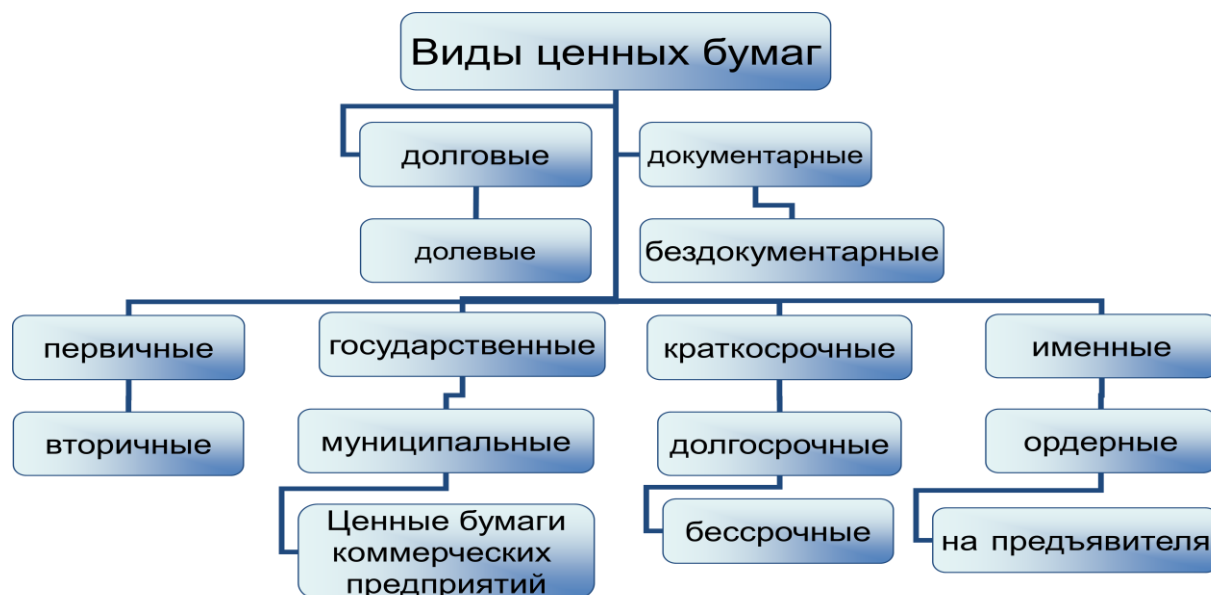 Виды ценных бумаг
долговые
документарные
долевые
бездокументарные
первичные
государственные
краткосрочные
именные
вторичные
муниципальные
долгосрочные
ордерные
Ценные бумаги
коммерческих
предприятий
бессрочные
на предъявителя